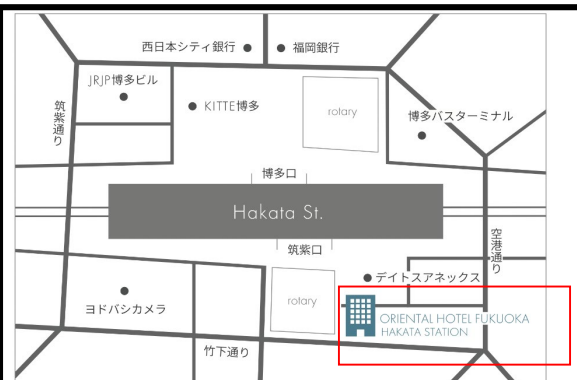 西日本シティ銀行
福岡銀行
JRJP博多ビル
筑紫通り
KITTE博多
rotary
博多バスターミナル
博多口
Hakata St.
筑紫口
空港通り
デイトスアネックス
ヨドバシカメラ
rotary
ORIENTAL HOTEL FUKUOKA
HAKATA STATION
竹下通り